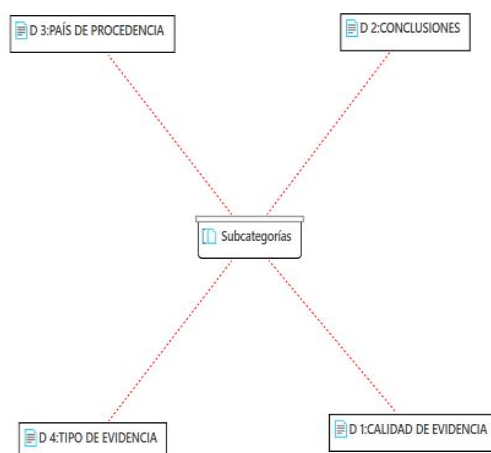 D 3:PAÍS DE PROCEDENCIA
D 2:CONCLUSIONES
Subcategorías
D 4:TIPO DE EVIDENCIA
D 1:CALIDAD DE EVIDENCIA